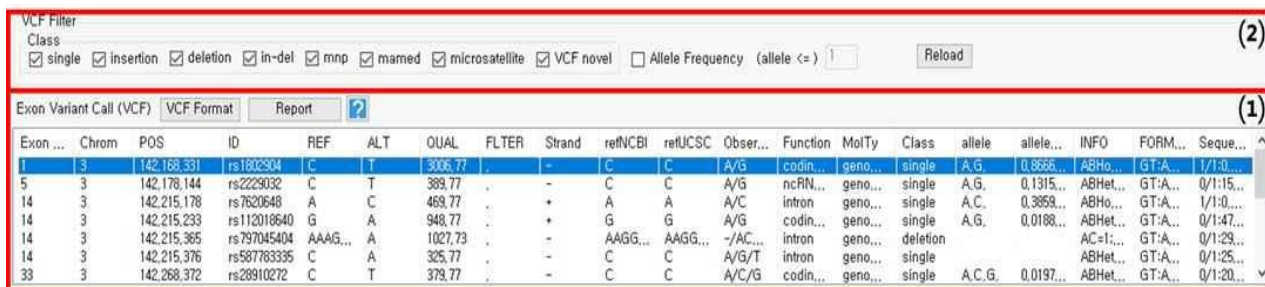 VCF Filter
(2)
Class
single insertion deletion in-del mnp mamed microsatellite VCF novel Allele Frequency (allele <= ) 1 Reload
Exon Variant Call (VCF) VCF Format Report ? (1)
Exon ... Chrom POS ID REF ALT QUAL FLTER Strand refNCBI refUCSC Obser... Function MolTy Class allele allele... INFO FORM... Seque...
1 3 142,168,331 rs1802904 C T 3006,77 . - C C A/G codin... geno... single A,G, 0,8666... ABHo... GT:A... 1/1:0,...
5 3 142,178,144 rs2229032 C T 389,77 . - C C A/G ncRN... geno... single A,G, 0,1315... ABHet... GT:A... 0/1:15,...
14 3 142,215,178 rs7620648 A C 469,77 . + A A A/C intron geno... single A,C, 0,3859... ABHo... GT:A... 1/1:0,...
14 3 142,215,233 rs112018640 G A 948,77 . + G G A/G codin... geno... single A,G, 0,0188... ABHet... GT:A... 0/1:47...
14 3 142,215,365 rs797045404 AAAG... A 1027,73 . - AAGG... AAGG... -/AC... intron geno... deletion AC=1;... GT:A... 0/1:29,...
14 3 142,215,376 rs587783335 C A 325,77 . - C C A/G/T intron geno... single ABHet... GT:A... 0/1:25,...
33 3 142,268,372 rs28910272 C T 379,77 . - C C A/C/G codin... geno... single A,C,G, 0,0197... ABHet... GT:A... 0/1:20,...